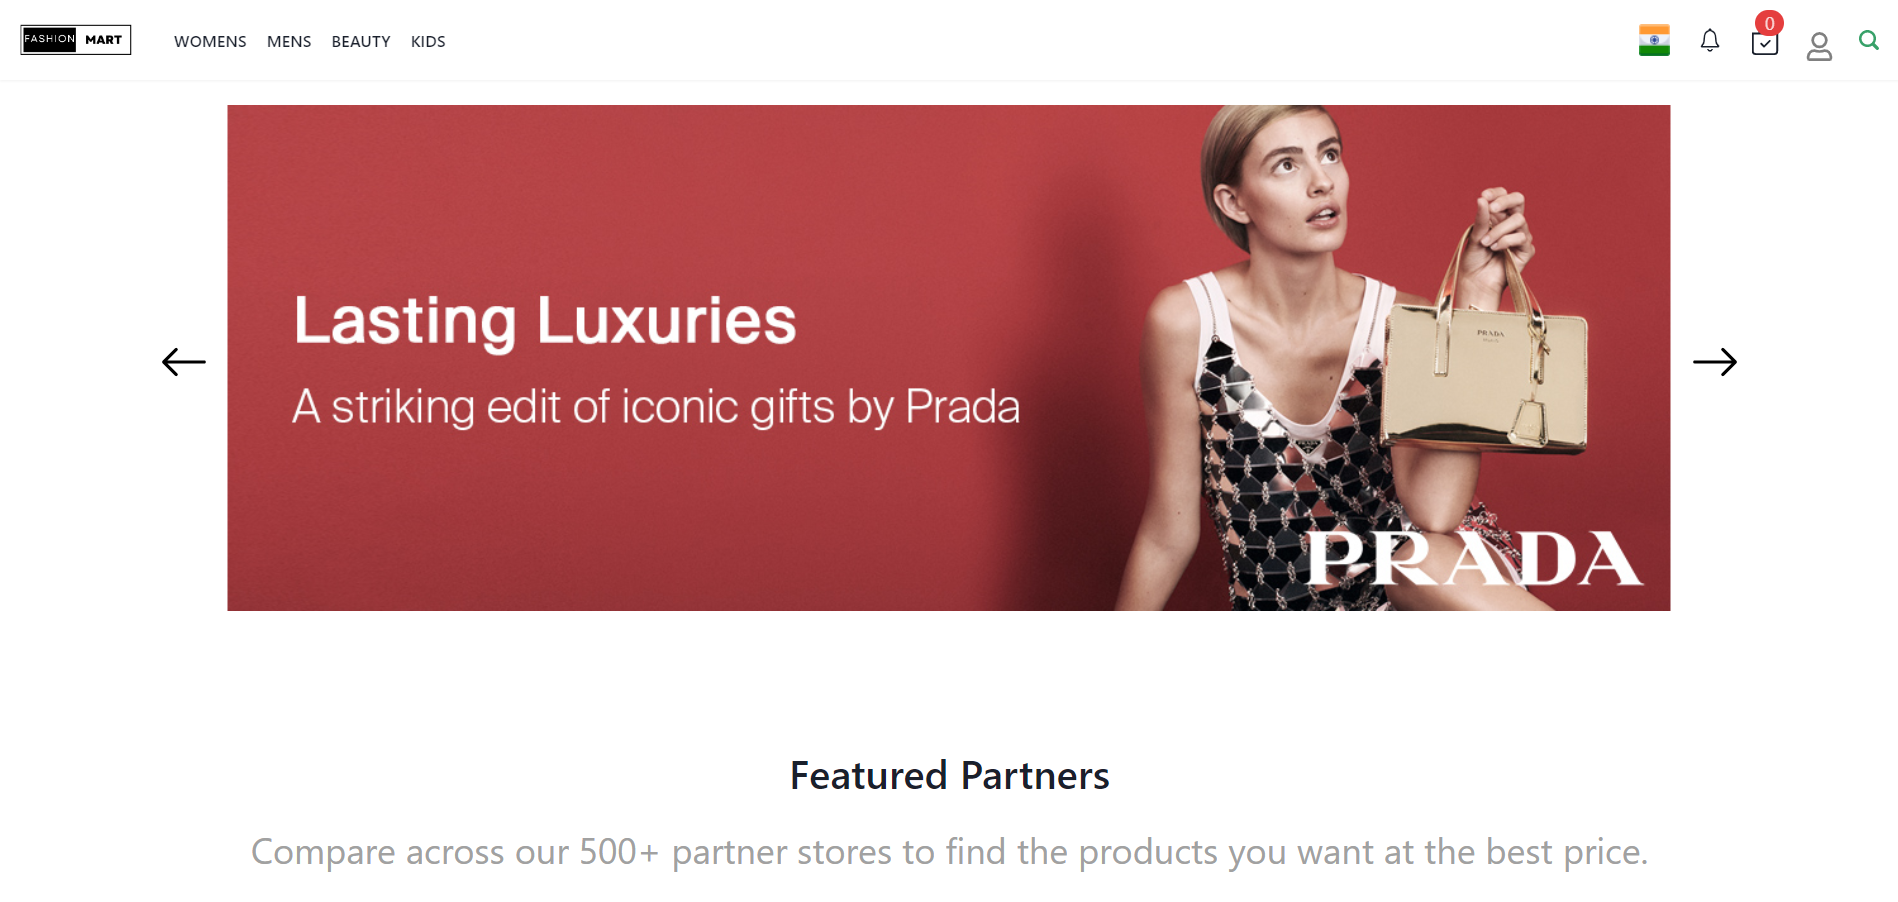 FASHION MART
WOMENS MENS BEAUTY KIDS
0
Lasting Luxuries
A striking edit of iconic gifts by Prada
PRADA
PRADA
Featured Partners
Compare across our 500+ partner stores to find the products you want at the best price.